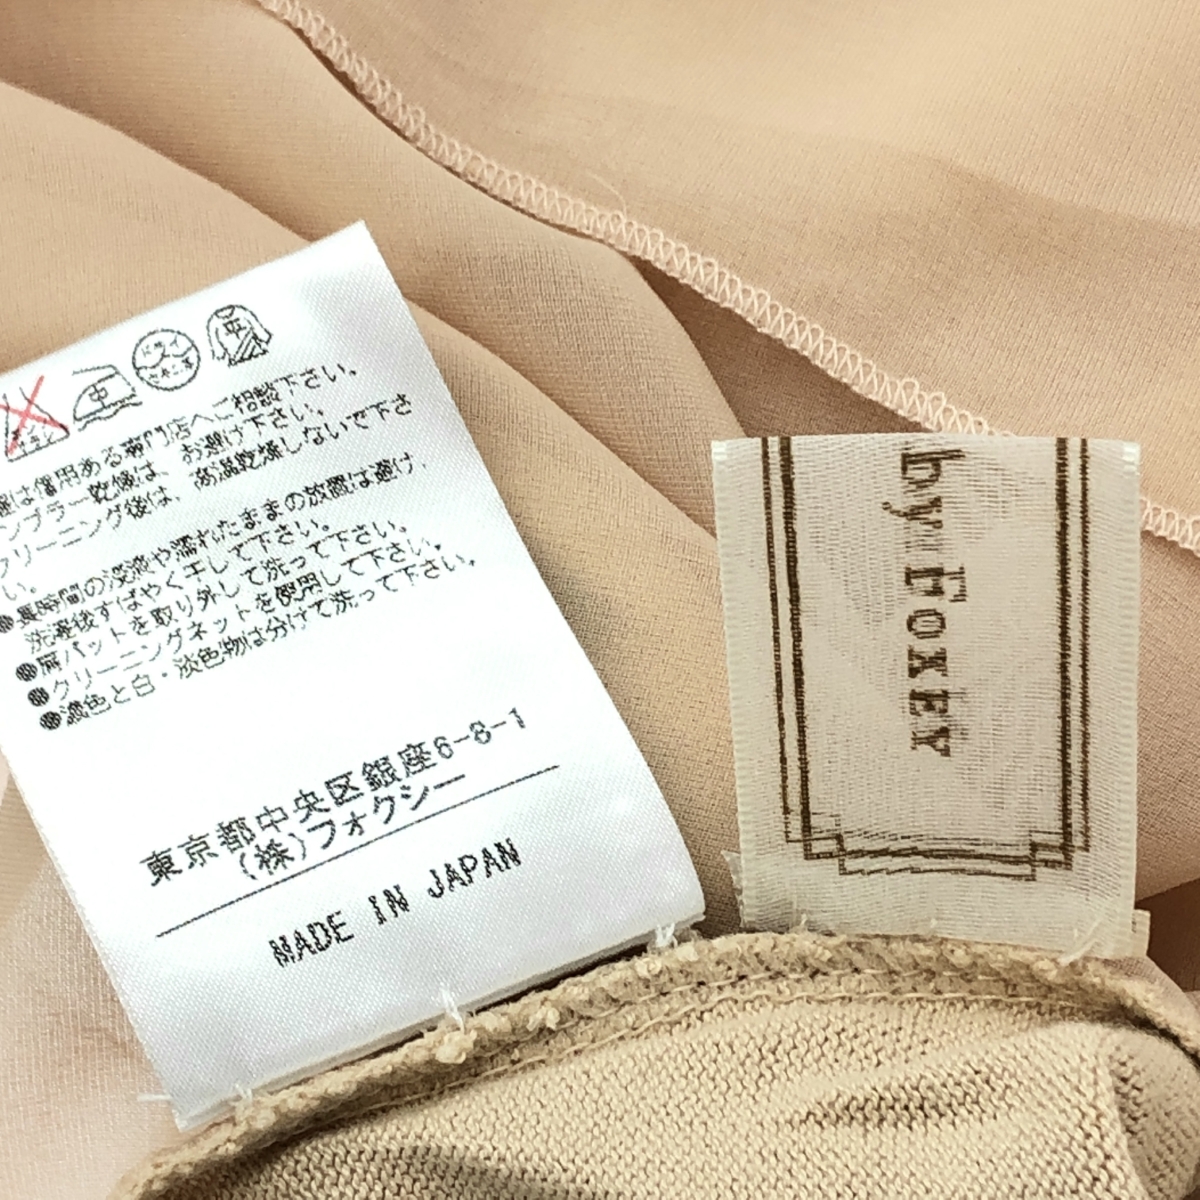 中
ドライ
中
は信用ある専門店へご相談下さい。
ンブラー乾燥は、お避け下さい。
クリーニング後は、高温乾燥しないで下さ
い。
●長時間の浸漬や濡れたままの放置は避け、
洗濯後すばやく干して下さい。
●肩パットを取り外して洗って下さい。
●クリーニングネットを使用して下さい。
●濃色と白・淡色物は分けて洗って下さい。
東京都中央区銀座6-8-1
(株)フォクシー
MADE IN JAPAN
by FOXEY